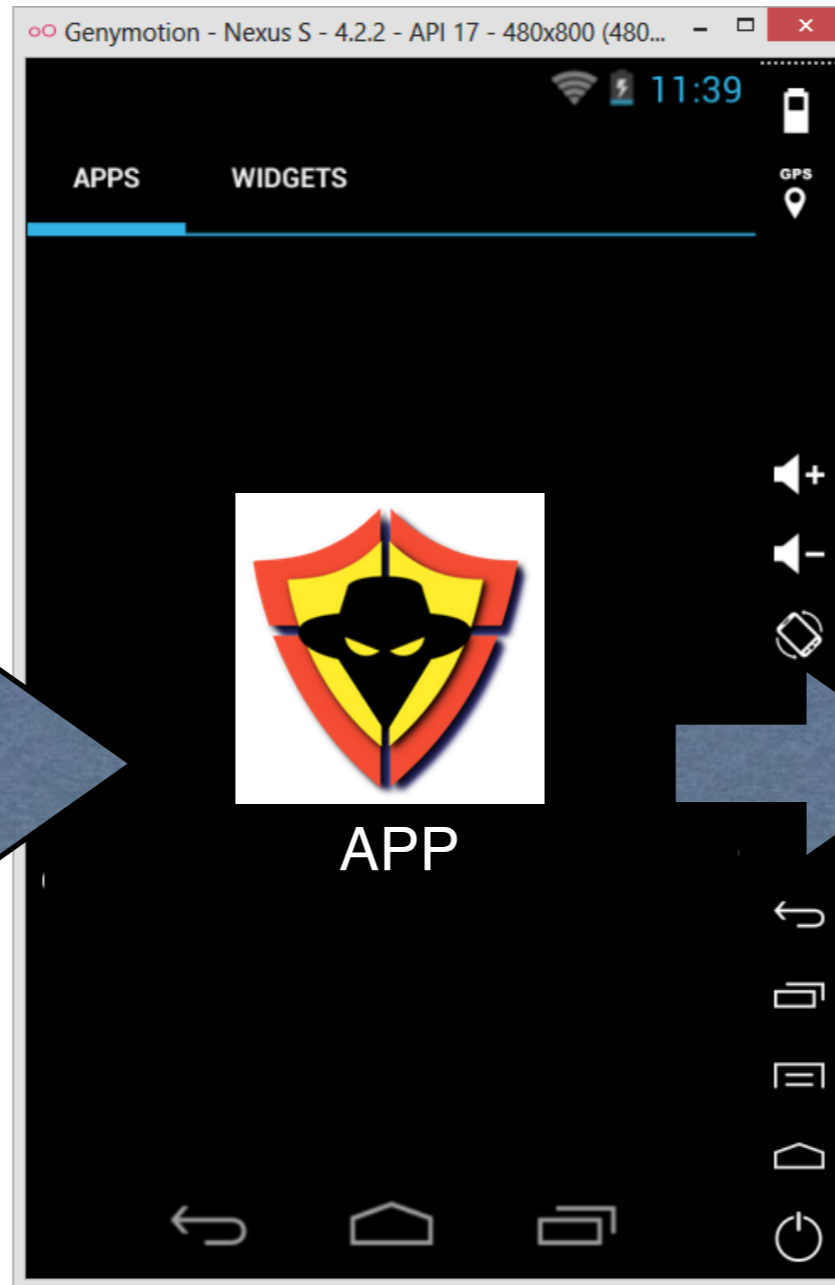 Genymotion - Nexus S - 4.2.2 - API 17 - 480x800 (480...
11:39
APPS WIDGETS
GPS
APP